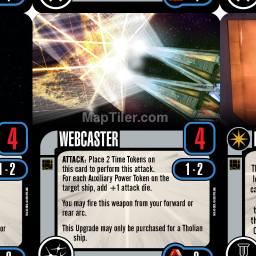 MapTiler.com
4
WEBCASTER
4
1-2
ATTACK: Place 2 Time Tokens on
this card to perform this attack.
For each Auxiliary Power Token on the
target ship, add +1 attack die.
You may fire this weapon from your forward or
rear arc.
This Upgrade may only be purchased for a Tholian
ship.
1-2
or